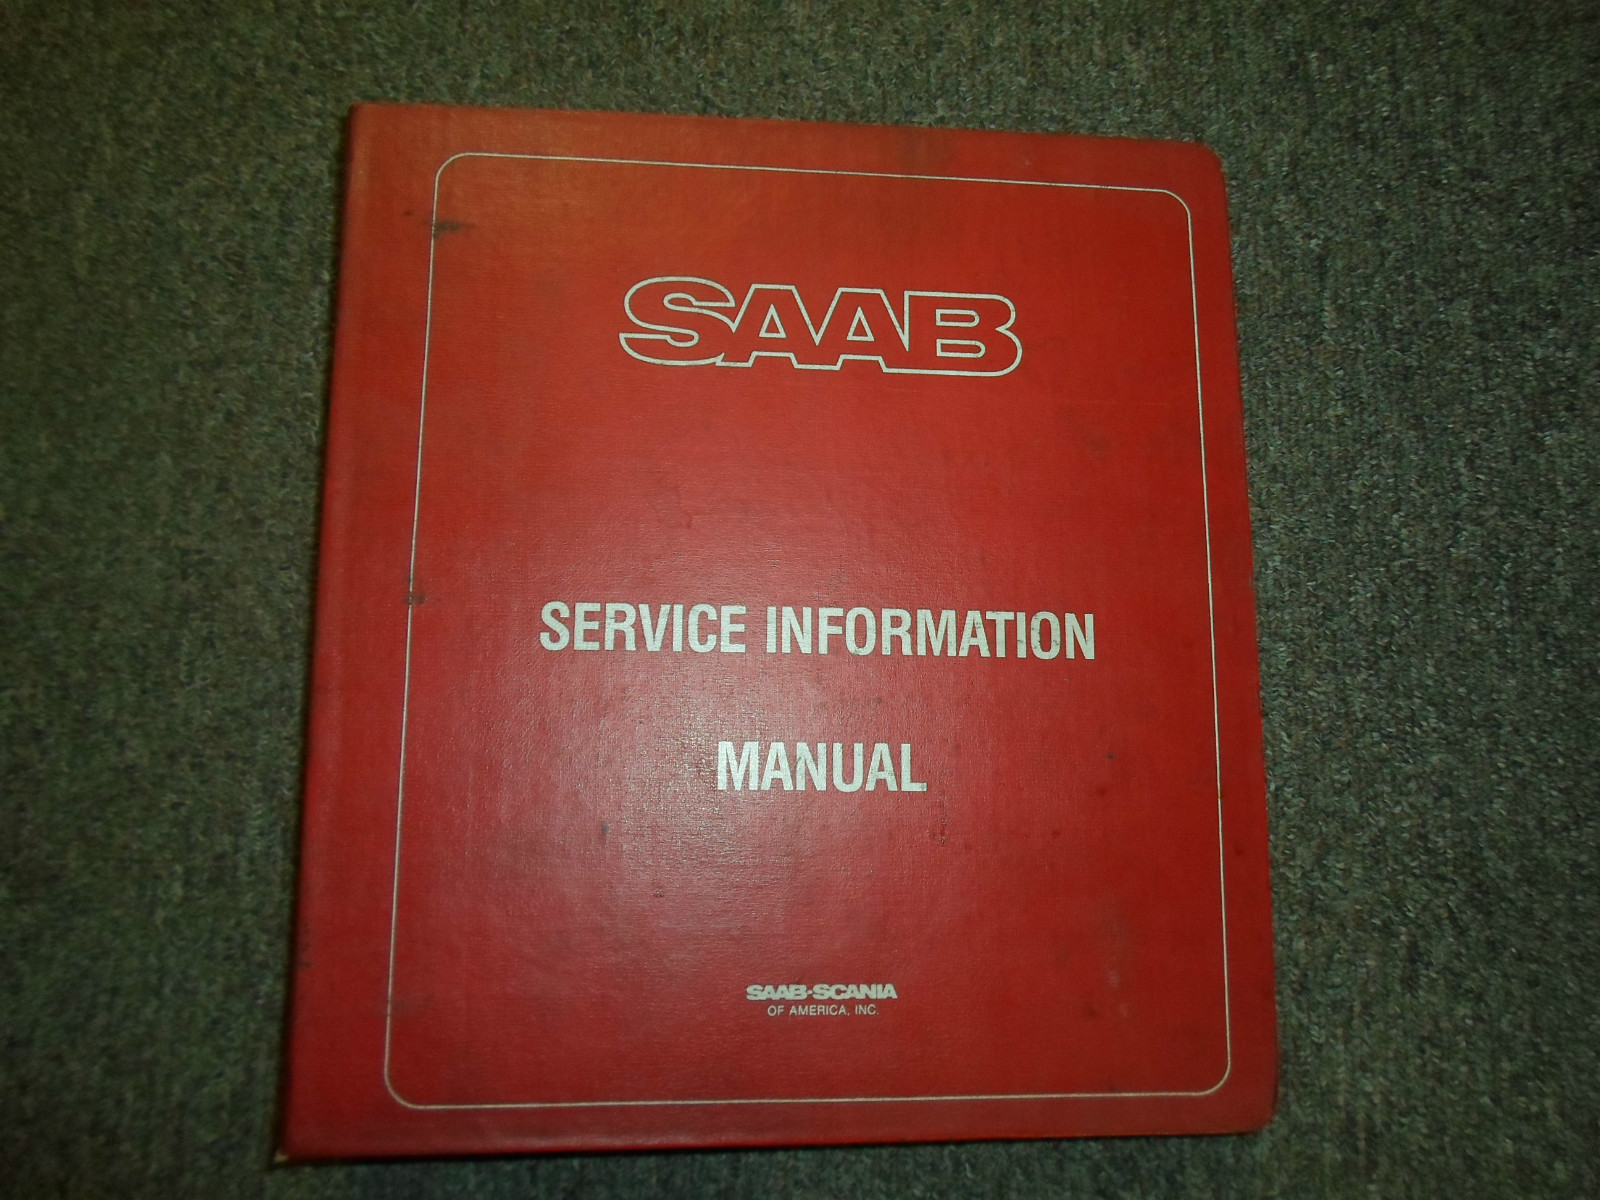 SAAB
SERVICE INFORMATION
MANUAL
SAAB-SCANIA
OF AMERICA, INC.